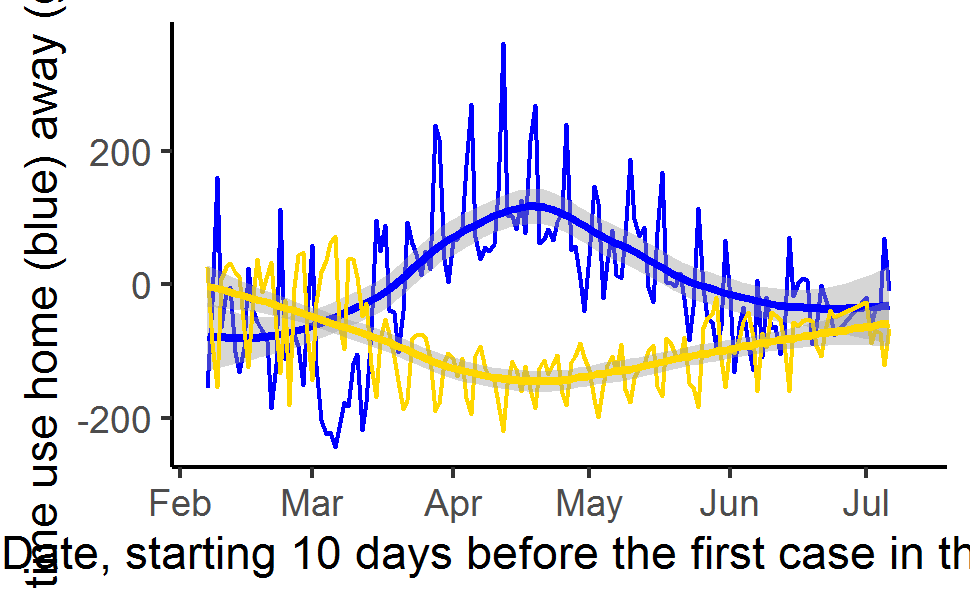 time use home (blue) away (
200
0
-200
Feb Mar Apr May Jun Jul
Date, starting 10 days before the first case in th